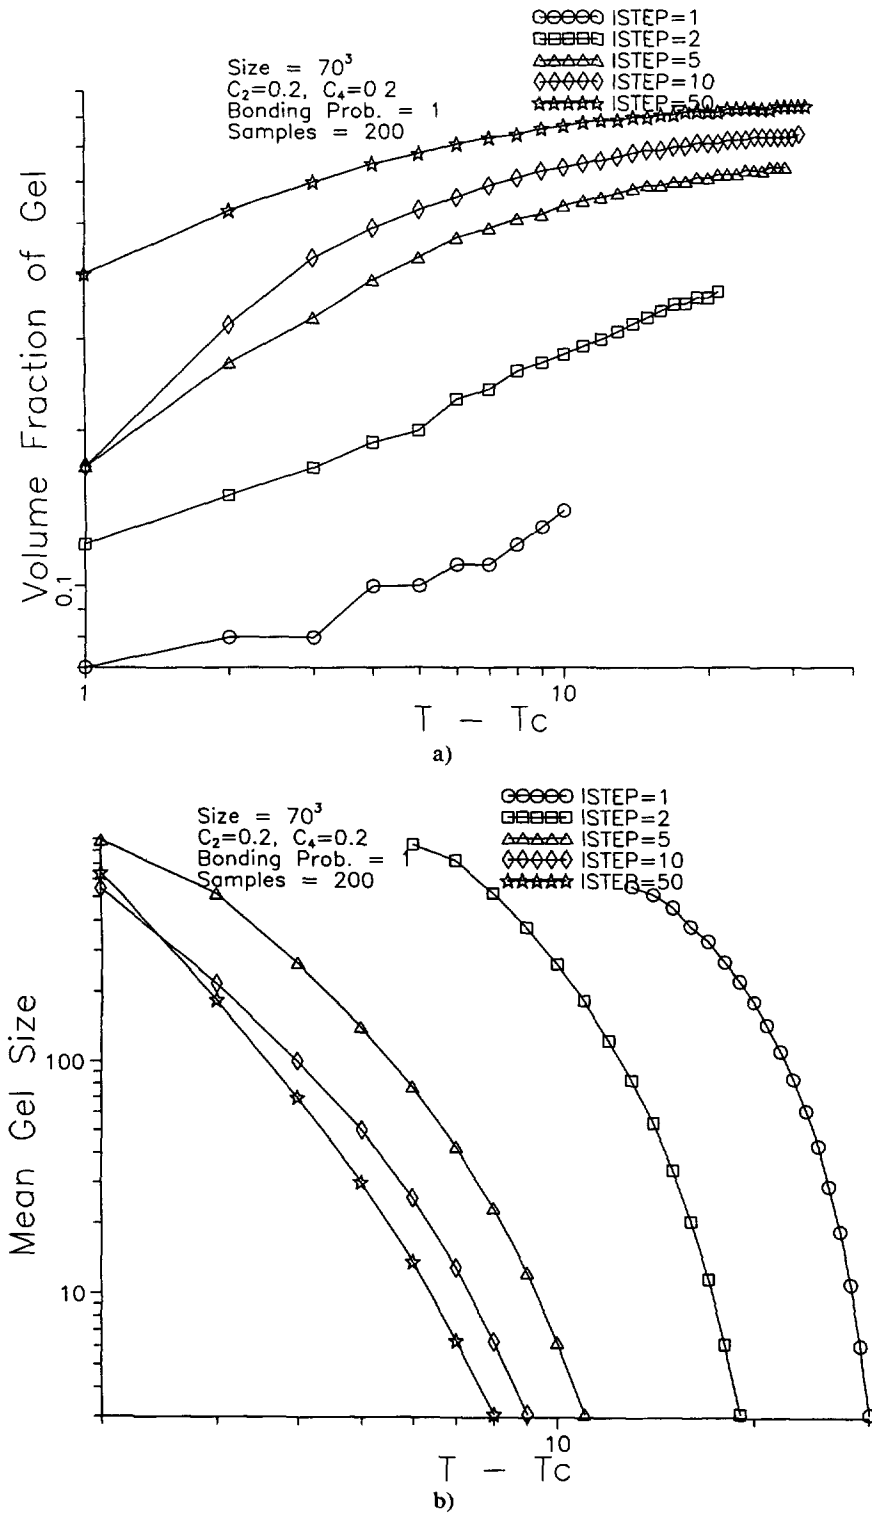 ISTEP=1
ISTEP=2
ISTEP=5
ISTEP=10
ISTEP=50
Size = 70³
C₂=0.2, C₄=0 2
Bonding Prob. = 1
Samples = 200
Volume Fraction of Gel
0.1
1
10
T – Tc
a)
ISTEP=1
ISTEP=2
ISTEP=5
ISTEP=10
ISTEP=50
Size = 70³
C₂=0.2, C₄=0.2
Bonding Prob. = 1
Samples = 200
Mean Gel Size
100
10
10
T – Tc
b)